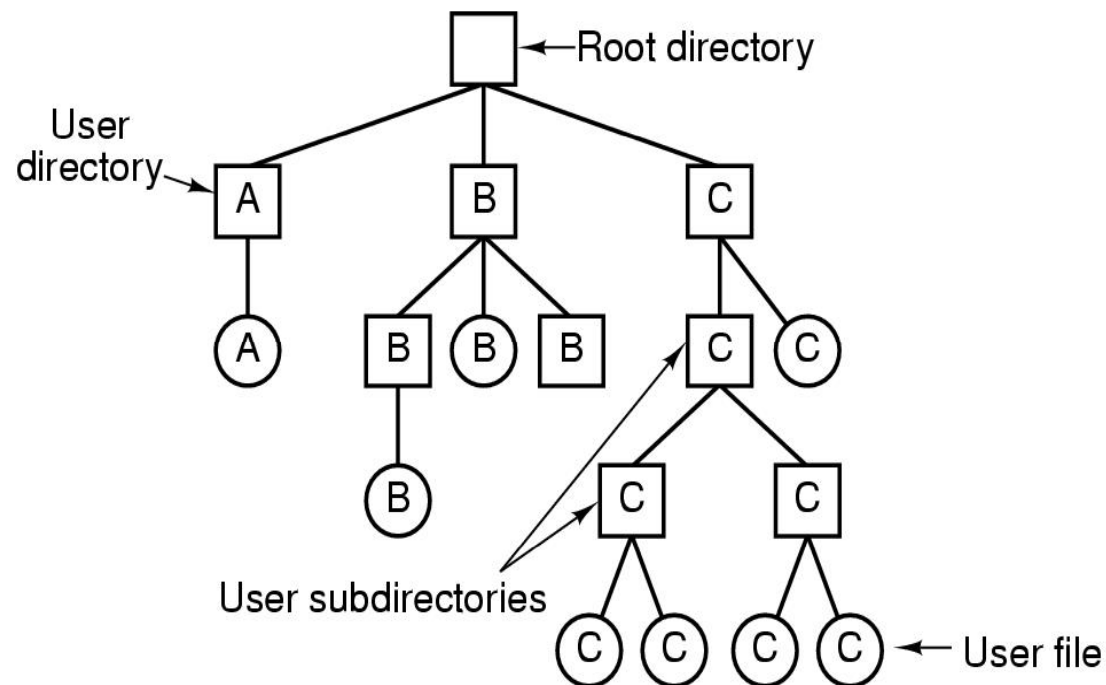 Root directory
User
directory
A
B
C
A
B
B
B
C
C
B
C
C
User subdirectories
C
C
C
C
User file